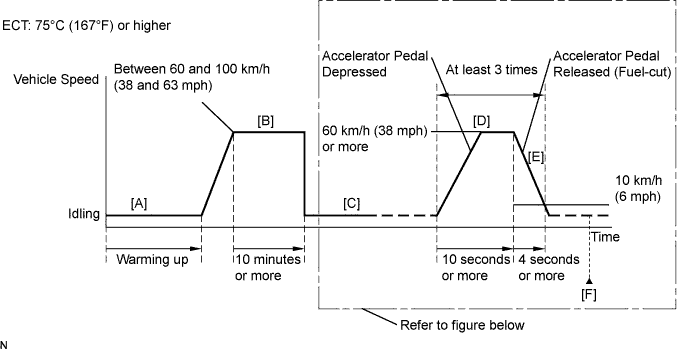 ECT: 75°C (167°F) or higher
Vehicle Speed
Between 60 and 100 km/h
(38 and 63 mph)
Accelerator Pedal
Depressed
At least 3 times
Accelerator Pedal
Released (Fuel-cut)
[B]
[D]
60 km/h (38 mph)
or more
[E]
10 km/h
(6 mph)
[A]
[C]
Idling
Time
Warming up
10 minutes
or more
10 seconds
or more
4 seconds
or more
[F]
Refer to figure below
N